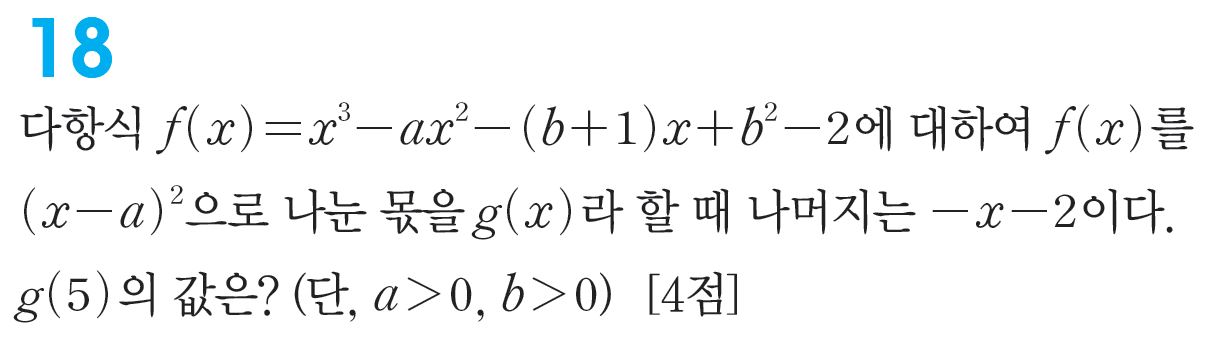 18
다항식 f(x)=x³-ax²-(b+1)x+b²-2에 대하여 f(x)를
(x-a)²으로 나눈 몫을 g(x)라 할 때 나머지는 -x-2이다.
g(5)의 값은? (단, a>0, b>0) [4점]